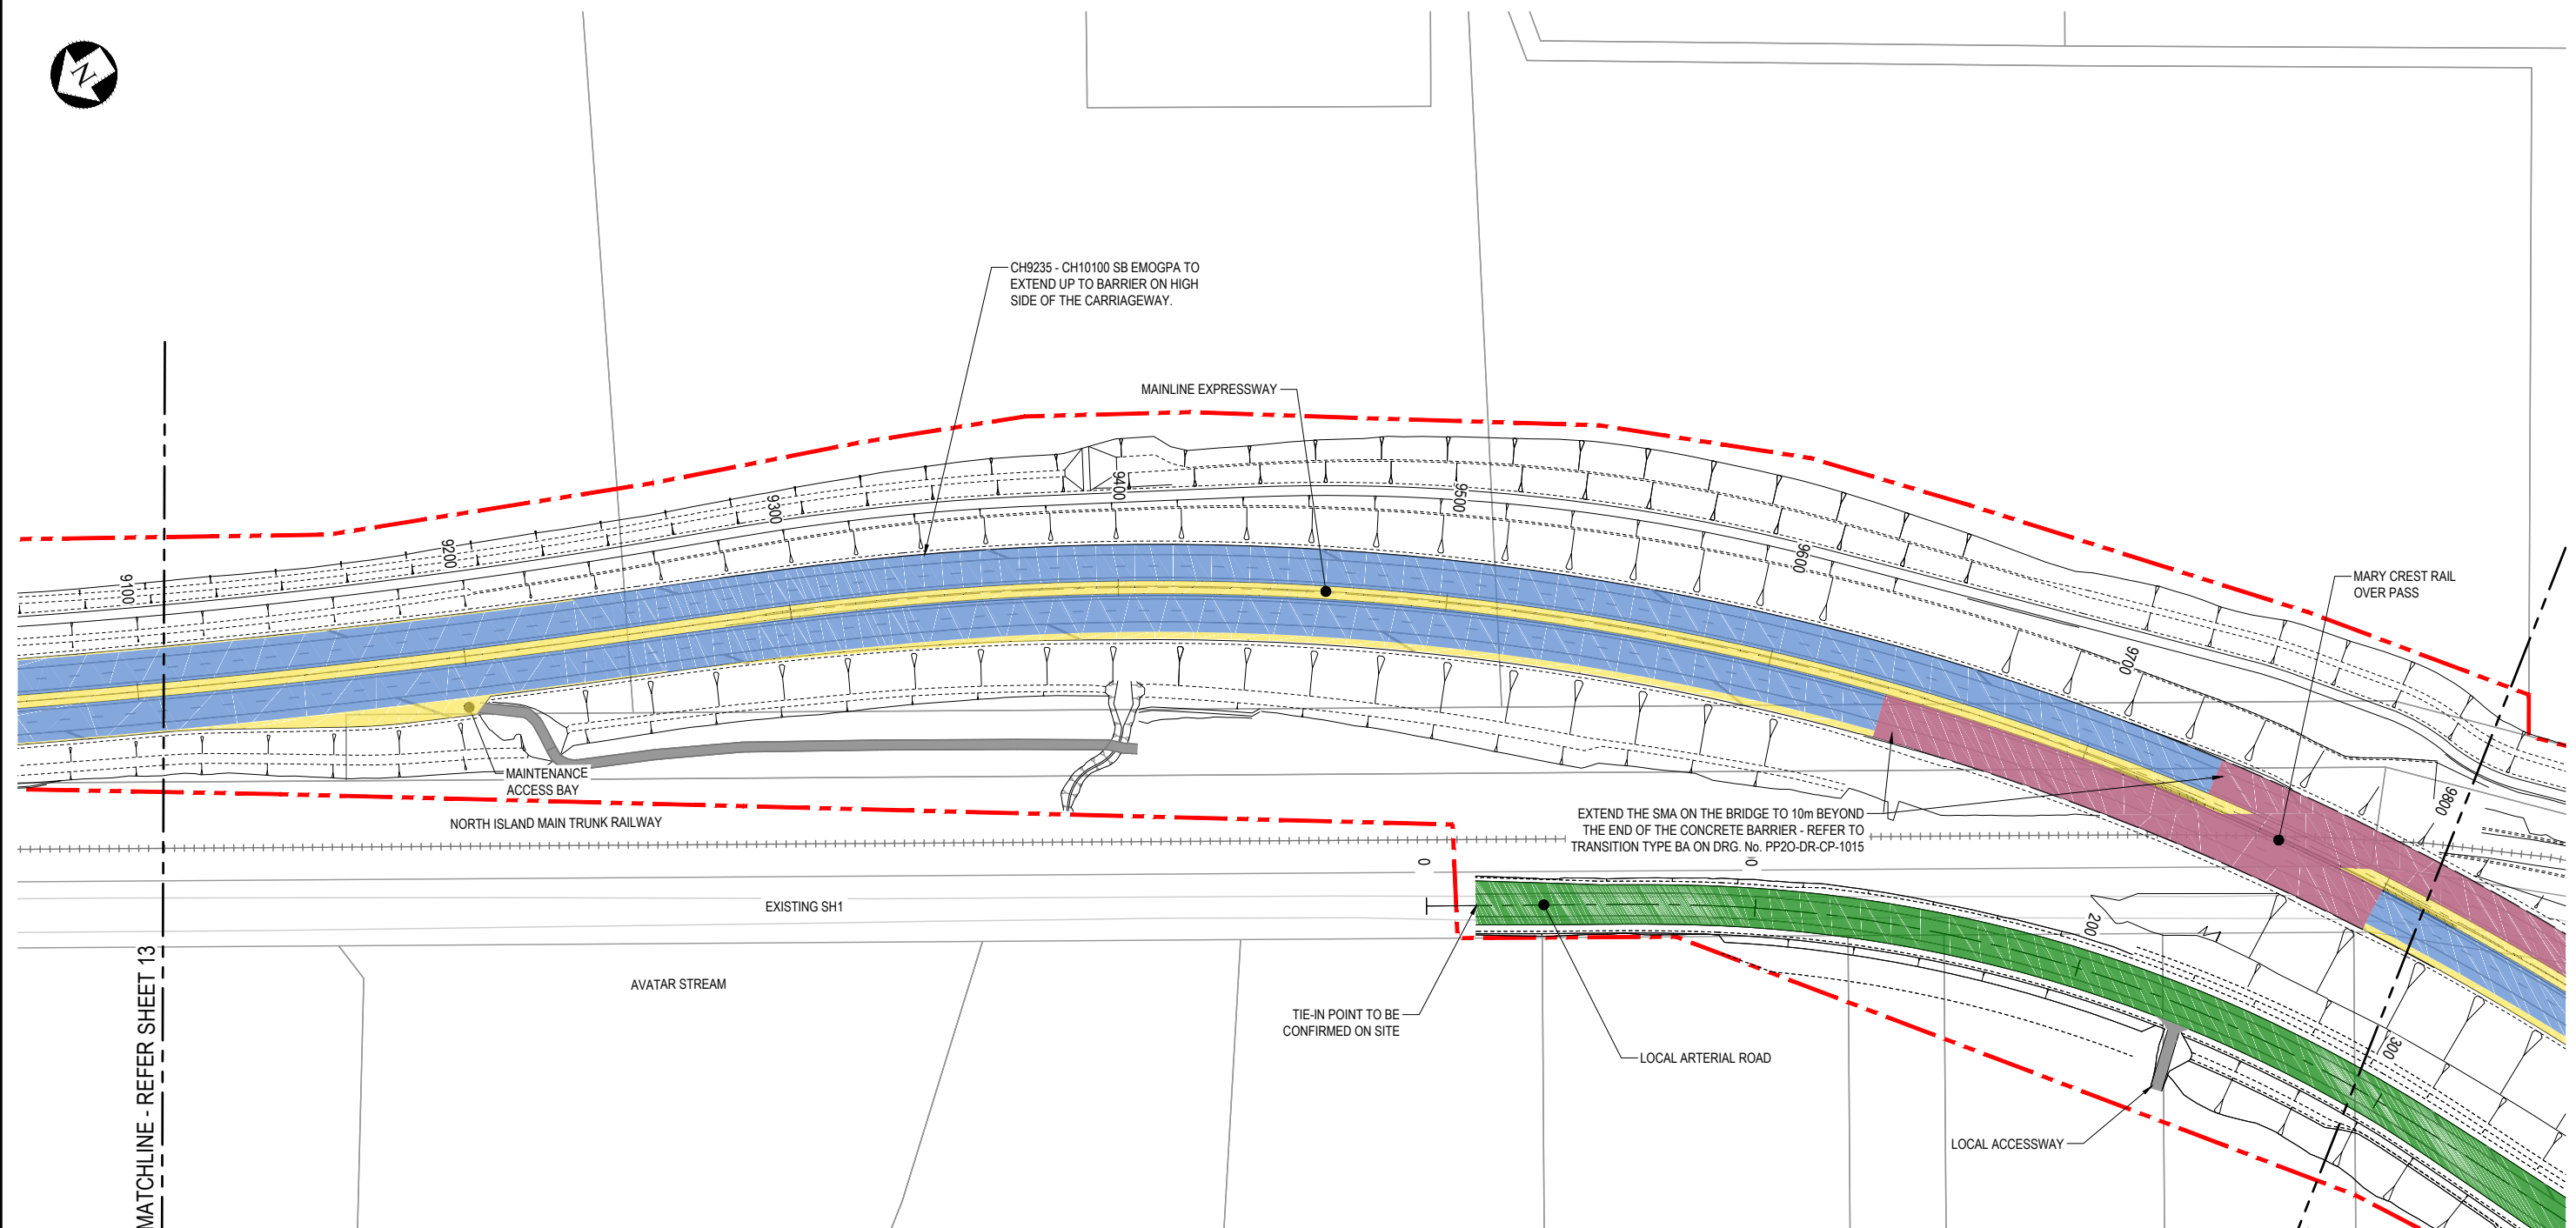 N
CH9235 - CH10100 SB EMOGPA TO
EXTEND UP TO BARRIER ON HIGH
SIDE OF THE CARRIAGEWAY.
MAINLINE EXPRESSWAY
9100
9200
9300
9400
9500
9600
9700
9800
MARY CREST RAIL
OVER PASS
MAINTENANCE
ACCESS BAY
NORTH ISLAND MAIN TRUNK RAILWAY
EXTEND THE SMA ON THE BRIDGE TO 10m BEYOND
THE END OF THE CONCRETE BARRIER - REFER TO
TRANSITION TYPE BA ON DRG. No. PP2O-DR-CP-1015
0
EXISTING SH1
200
300
AVATAR STREAM
TIE-IN POINT TO BE
CONFIRMED ON SITE
LOCAL ARTERIAL ROAD
LOCAL ACCESSWAY
MATCHLINE - REFER SHEET 13